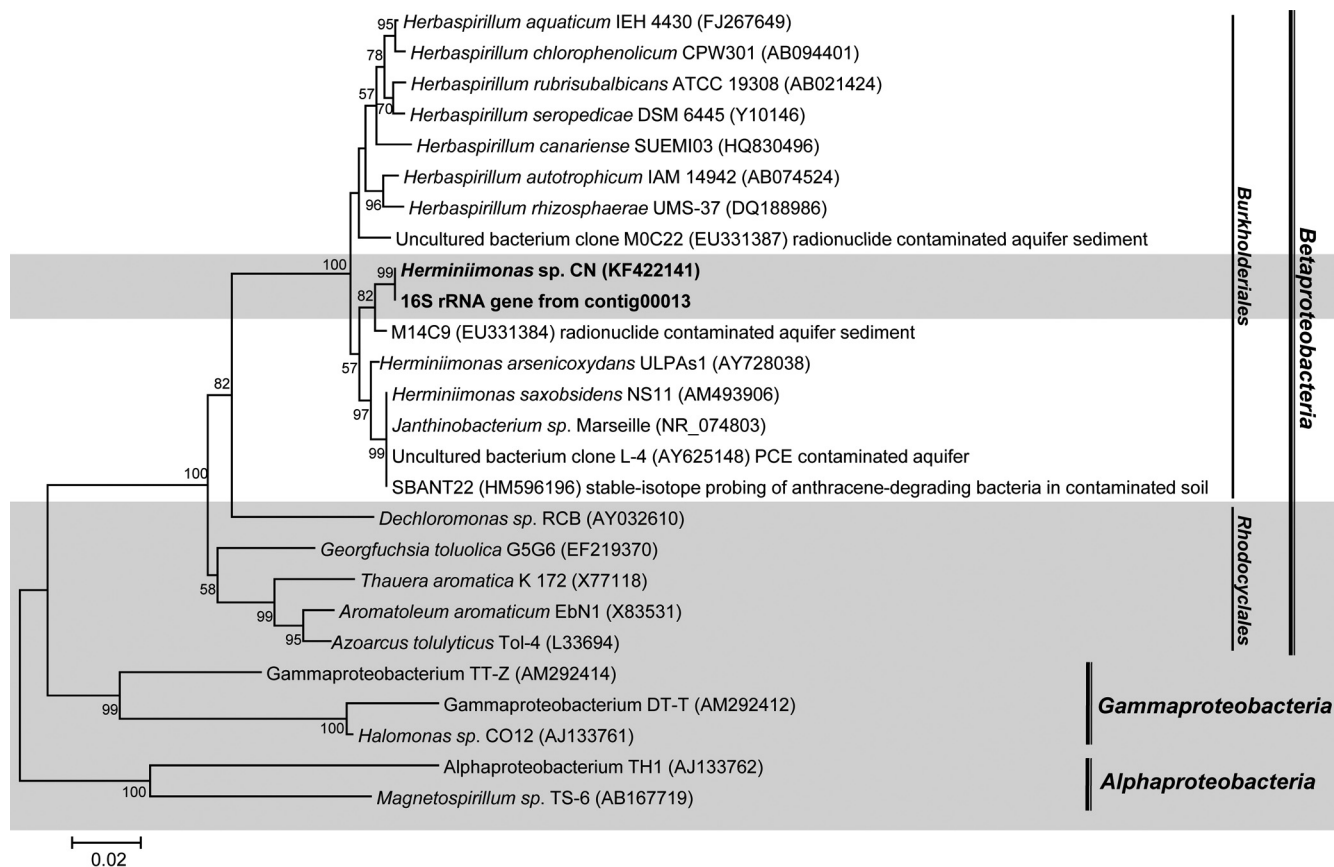 95 Herbaspirillum aquaticum IEH 4430 (FJ267649)
Herbaspirillum chlorophenolicum CPW301 (AB094401)
78
Herbaspirillum rubrisubalbicans ATCC 19308 (AB021424)
57
70
Herbaspirillum seropedicae DSM 6445 (Y10146)
Herbaspirillum canariense SUEMI03 (HQ830496)
Herbaspirillum autotrophicum IAM 14942 (AB074524)
96 Herbaspirillum rhizosphaerae UMS-37 (DQ188986)
Uncultured bacterium clone M0C22 (EU331387) radionuclide contaminated aquifer sediment
100
99 Herminiimonas sp. CN (KF422141)
82
16S rRNA gene from contig00013
M14C9 (EU331384) radionuclide contaminated aquifer sediment
57
Herminiimonas arsenicoxydans ULPAs1 (AY728038)
82
Herminiimonas saxobsidens NS11 (AM493906)
97
Janthinobacterium sp. Marseille (NR_074803)
99 Uncultured bacterium clone L-4 (AY625148) PCE contaminated aquifer
100
SBANT22 (HM596196) stable-isotope probing of anthracene-degrading bacteria in contaminated soil
Burkholderiales
Betaproteobacteria
Dechloromonas sp. RCB (AY032610)
Georgfuchsia toluolica G5G6 (EF219370)
58
Thauera aromatica K 172 (X77118)
99
Aromatoleum aromaticum EbN1 (X83531)
95 Azoarcus tolulyticus Tol-4 (L33694)
Rhodocyclales
Gammaproteobacterium TT-Z (AM292414)
99
Gammaproteobacterium DT-T (AM292412)
100 Halomonas sp. CO12 (AJ133761)
Gammaproteobacteria
Alphaproteobacterium TH1 (AJ133762)
100
Magnetospirillum sp. TS-6 (AB167719)
Alphaproteobacteria
0.02